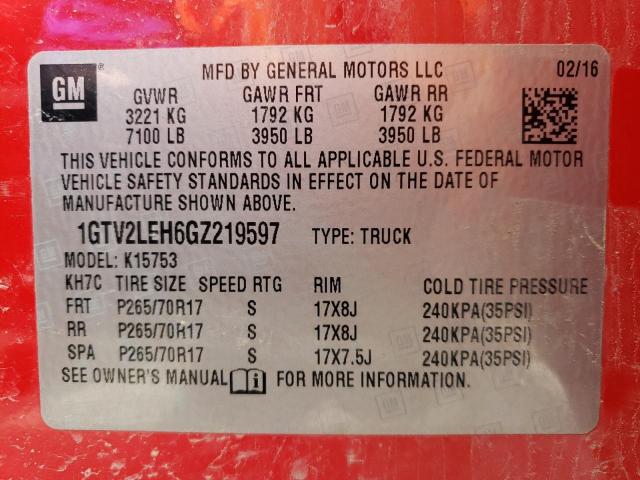 GM ® MFD BY GENERAL MOTORS LLC 02/16
GVWR GAWR FRT GAWR RR
3221 KG 1792 KG 1792 KG
7100 LB 3950 LB 3950 LB
THIS VEHICLE CONFORMS TO ALL APPLICABLE U.S. FEDERAL MOTOR
VEHICLE SAFETY STANDARDS IN EFFECT ON THE DATE OF
MANUFACTURE SHOWN ABOVE.
1GTV2LEH6GZ219597 TYPE: TRUCK
MODEL: K15753
KH7C TIRE SIZE SPEED RTG RIM COLD TIRE PRESSURE
FRT P265/70R17 S 17X8J 240KPA(35PSI)
RR P265/70R17 S 17X8J 240KPA(35PSI)
SPA P265/70R17 S 17X7.5J 240KPA(35PSI)
SEE OWNER'S MANUAL i FOR MORE INFORMATION.